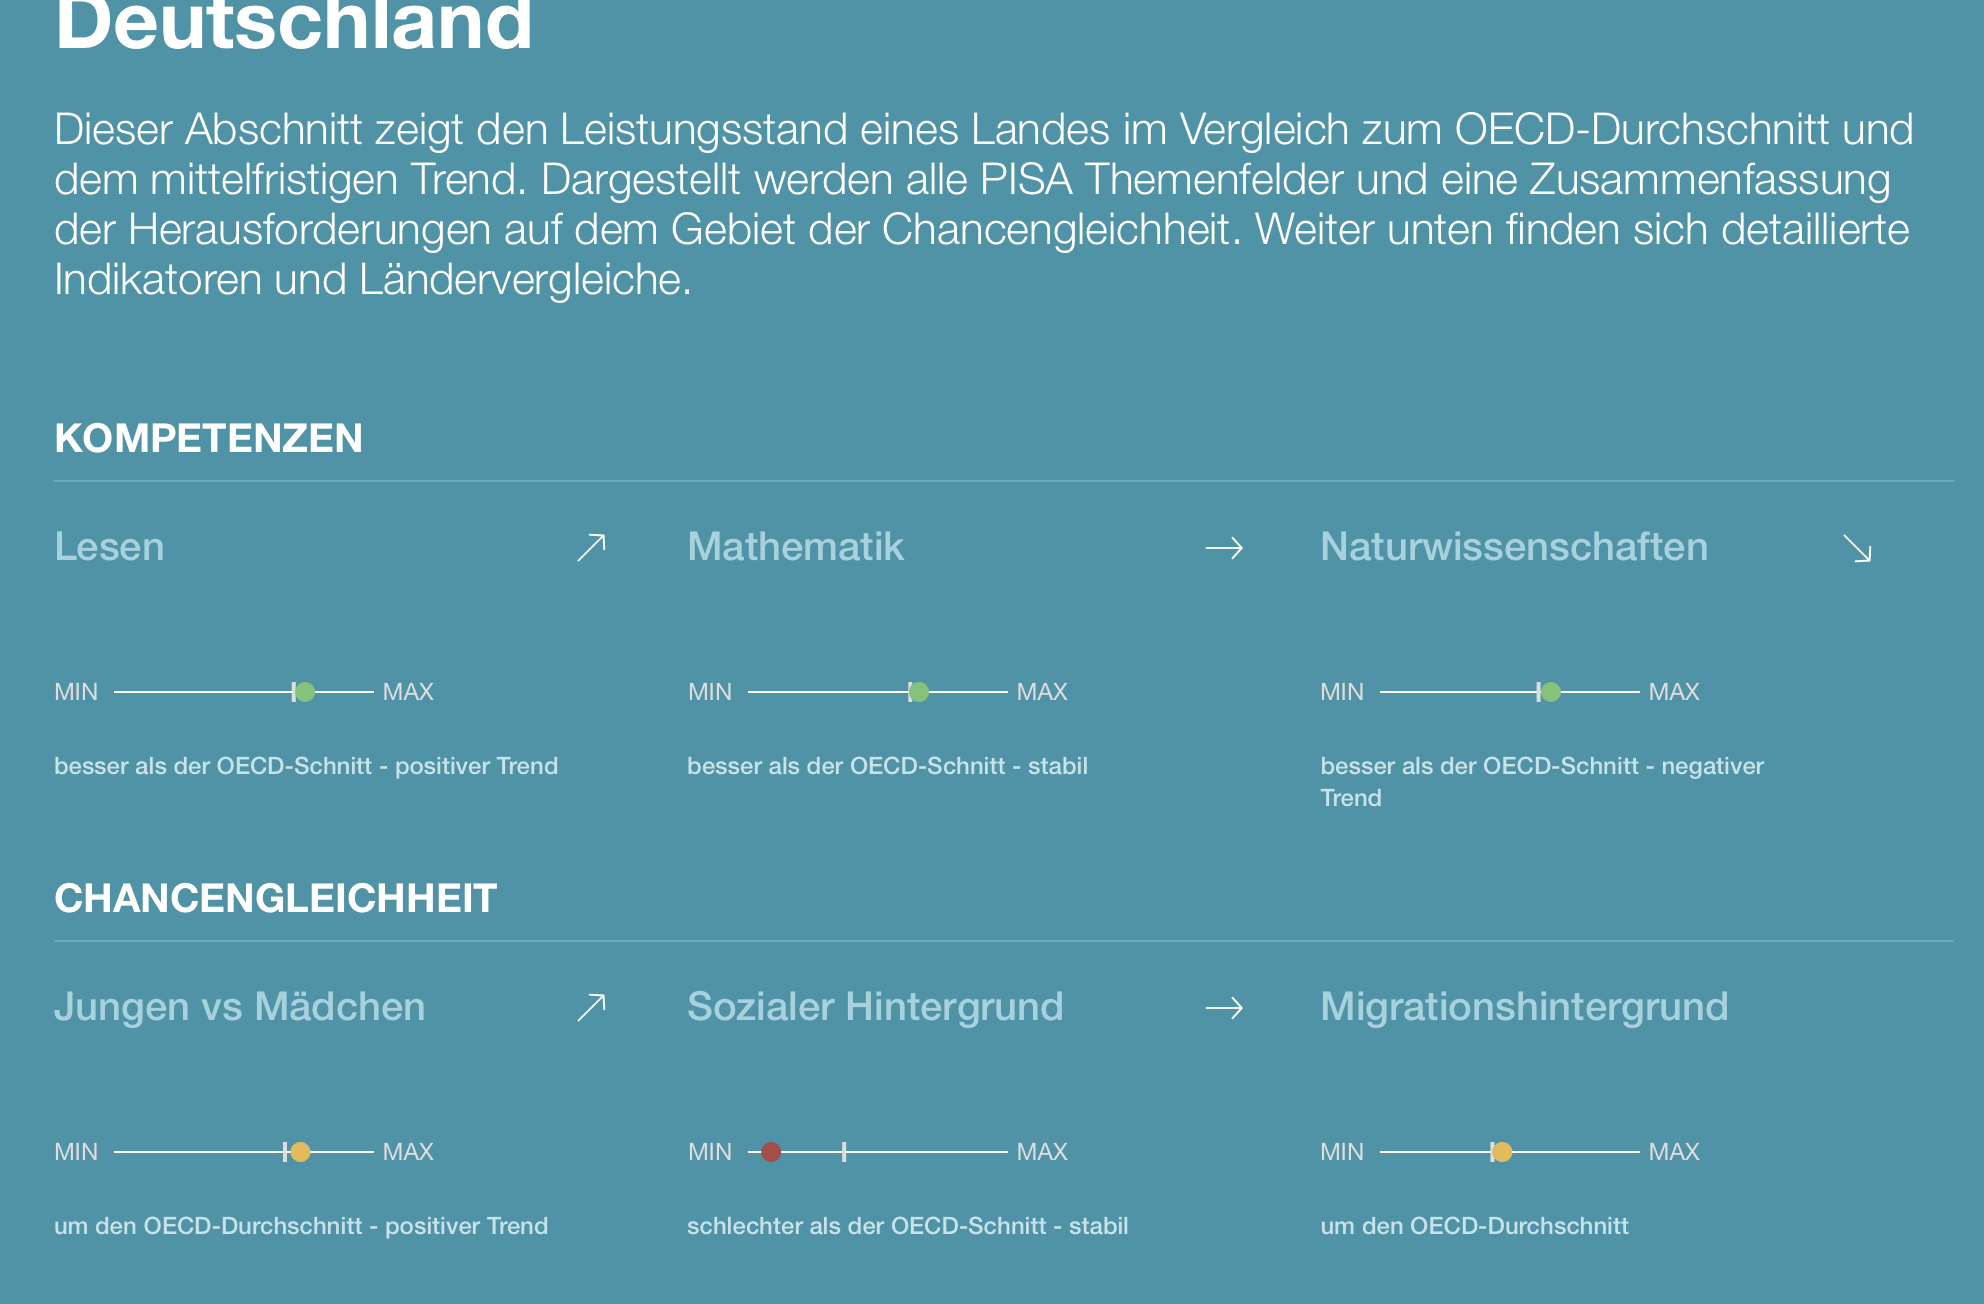 Deutschland
Dieser Abschnitt zeigt den Leistungsstand eines Landes im Vergleich zum OECD-Durchschnitt und
dem mittelfristigen Trend. Dargestellt werden alle PISA Themenfelder und eine Zusammenfassung
der Herausforderungen auf dem Gebiet der Chancengleichheit. Weiter unten finden sich detaillierte
Indikatoren und Ländervergleiche.
KOMPETENZEN
Lesen
MIN MAX
besser als der OECD-Schnitt - positiver Trend
Mathematik
MIN MAX
besser als der OECD-Schnitt - stabil
Naturwissenschaften
MIN MAX
besser als der OECD-Schnitt - negativer
Trend
CHANCENGLEICHHEIT
Jungen vs Mädchen
MIN MAX
um den OECD-Durchschnitt - positiver Trend
Sozialer Hintergrund
MIN MAX
schlechter als der OECD-Schnitt - stabil
Migrationshintergrund
MIN MAX
um den OECD-Durchschnitt